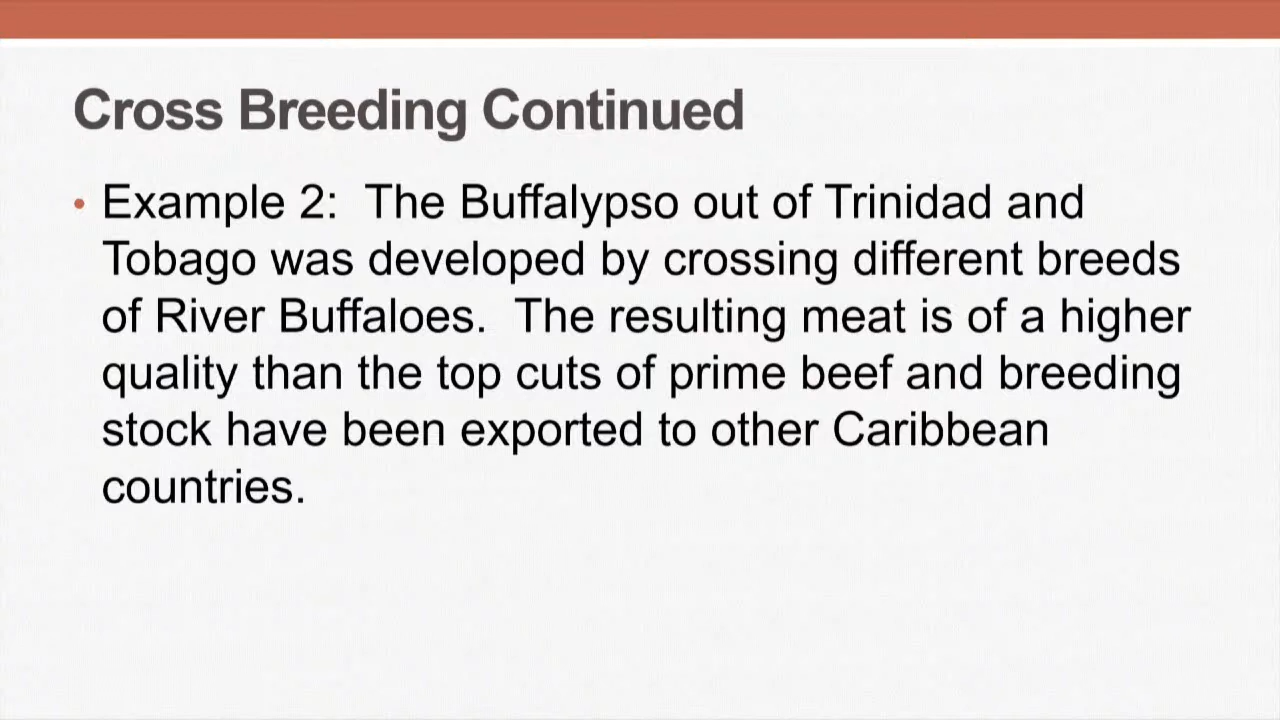 Cross Breeding Continued
• Example 2:  The Buffalypso out of Trinidad and
Tobago was developed by crossing different breeds
of River Buffaloes.  The resulting meat is of a higher
quality than the top cuts of prime beef and breeding
stock have been exported to other Caribbean
countries.